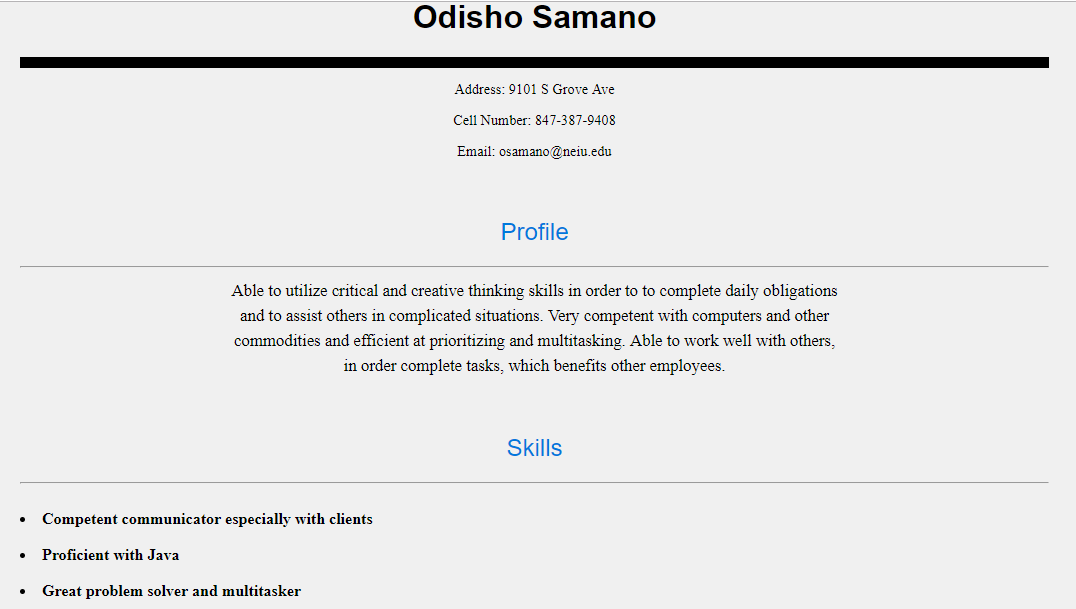 Odisho Samano
Address: 9101 S Grove Ave
Cell Number: 847-387-9408
Email: osamano@neiu.edu
Profile
Able to utilize critical and creative thinking skills in order to to complete daily obligations
and to assist others in complicated situations. Very competent with computers and other
commodities and efficient at prioritizing and multitasking. Able to work well with others,
in order complete tasks, which benefits other employees.
Skills
• Competent communicator especially with clients
• Proficient with Java
• Great problem solver and multitasker